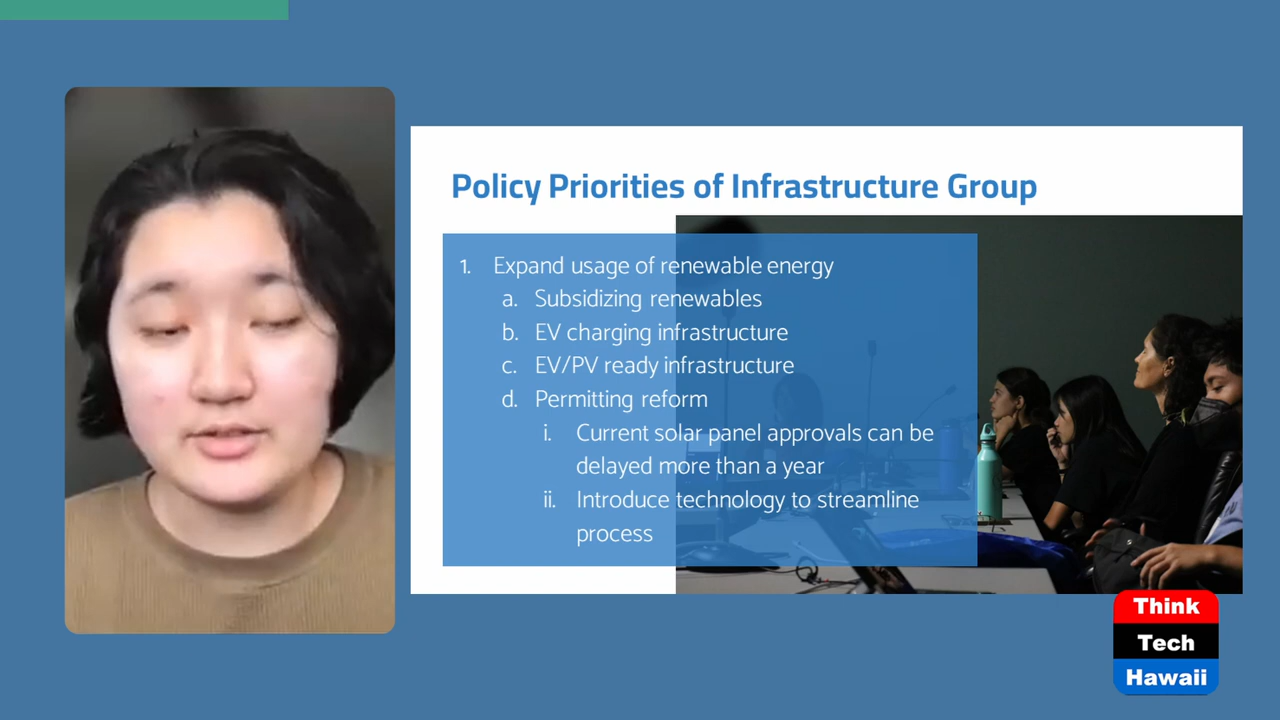 Policy Priorities of Infrastructure Group
1. Expand usage of renewable energy
a. Subsidizing renewables
b. EV charging infrastructure
c. EV/PV ready infrastructure
d. Permitting reform
i. Current solar panel approvals can be
delayed more than a year
ii. Introduce technology to streamline
process
Think
Tech
Hawaii